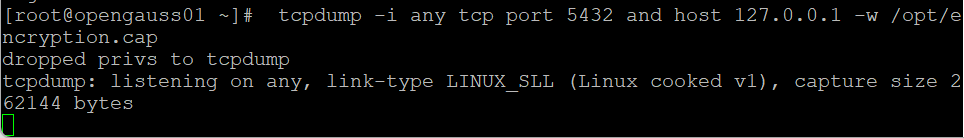 [root@opengauss01 ~]#  tcpdump -i any tcp port 5432 and host 127.0.0.1 -w /opt/e
ncryption.cap
dropped privs to tcpdump
tcpdump: listening on any, link-type LINUX_SLL (Linux cooked v1), capture size 2
62144 bytes